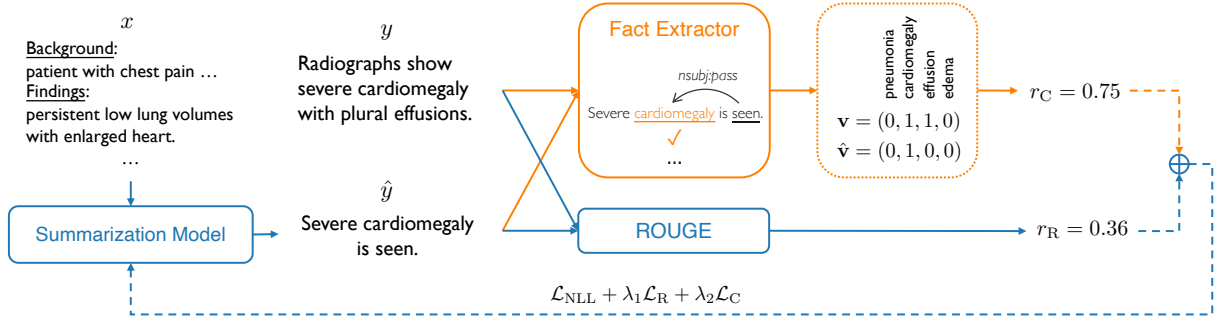 x
Background:
patient with chest pain ...
Findings:
persistent low lung volumes
with enlarged heart.
...
Summarization Model
y
Radiographs show
severe cardiomegaly
with plural effusions.
ŷ
Severe cardiomegaly
is seen.
Fact Extractor
nsubj:pass
Severe cardiomegaly is seen.
✓
...
ROUGE
pneumonia
cardiomegaly
effusion
edema
v = (0, 1, 1, 0)
v̂ = (0, 1, 0, 0)
r_C = 0.75
r_R = 0.36
ℒ_NLL + λ₁ℒ_R + λ₂ℒ_C